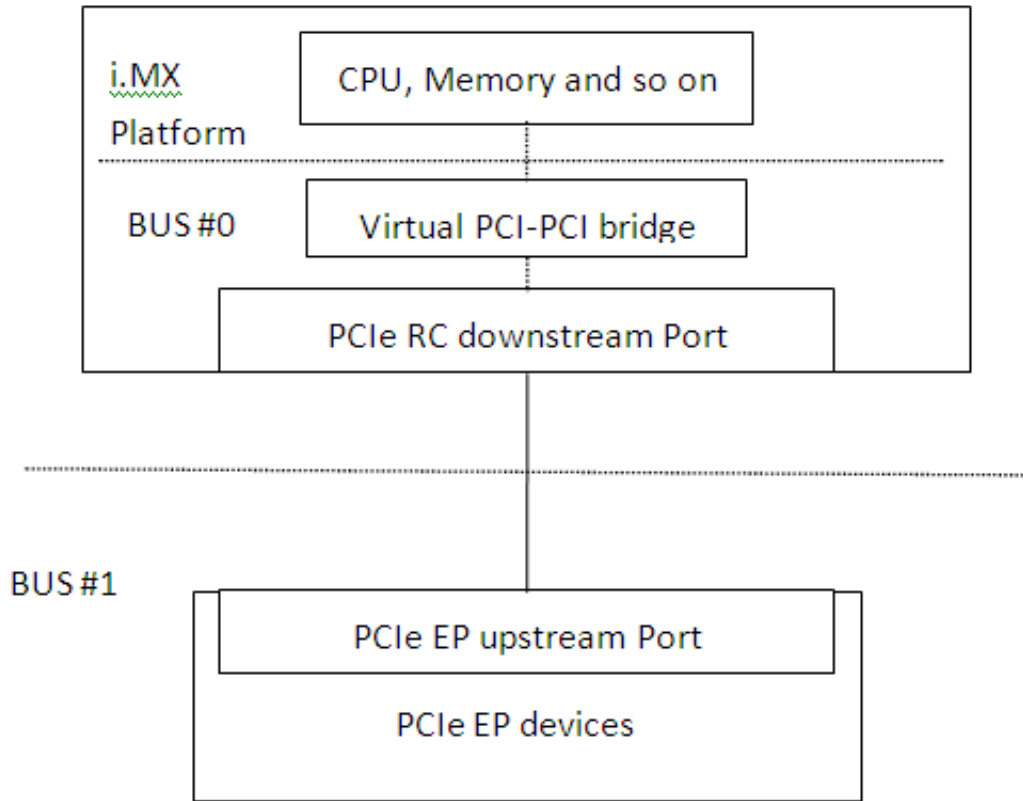 i.MX
Platform
CPU, Memory and so on
BUS #0
Virtual PCI-PCI bridge
PCIe RC downstream Port
BUS #1
PCIe EP upstream Port
PCIe EP devices